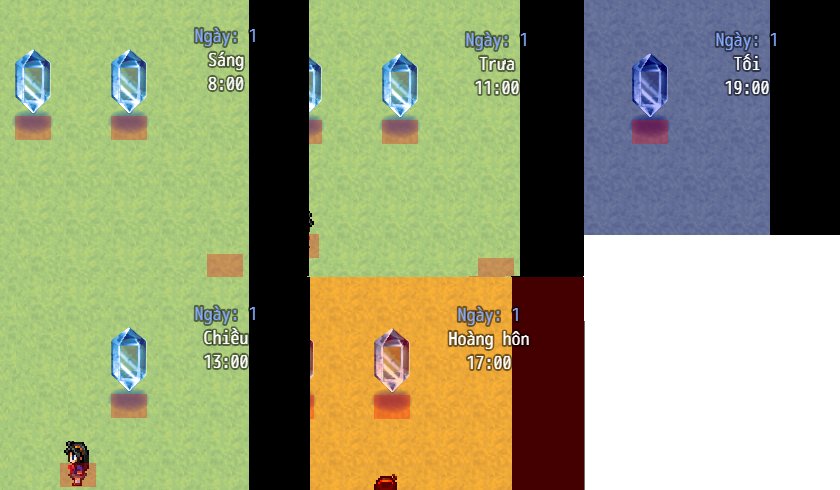 Ngày: 1
Sáng
8:00
Ngày: 1
Trưa
11:00
Ngày: 1
Tối
19:00
Ngày: 1
Chiều
13:00
Ngày: 1
Hoàng hôn
17:00